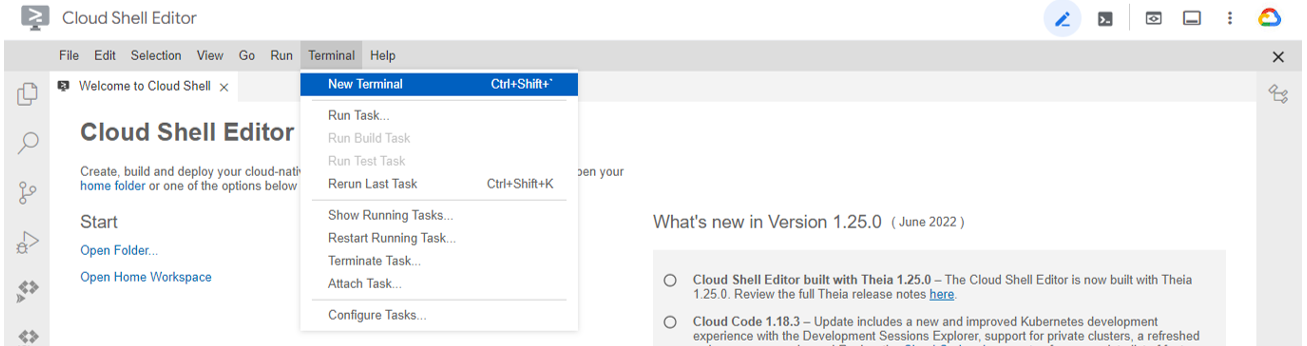 Cloud Shell Editor
File Edit Selection View Go Run Terminal Help
Welcome to Cloud Shell
New Terminal Ctrl+Shift+`
Run Task...
Run Build Task
Run Test Task
Rerun Last Task Ctrl+Shift+K
Show Running Tasks...
Restart Running Task...
Terminate Task...
Attach Task...
Configure Tasks...
Cloud Shell Editor
Create, build and deploy your
home folder or one of the options below
your
Start
Open Folder...
Open Home Workspace
What's new in Version 1.25.0 ( June 2022 )
Cloud Shell Editor built with Theia 1.25.0 – The Cloud Shell Editor is now built with Theia
1.25.0. Review the full Theia release notes here.
Cloud Code 1.18.3 – Update includes a new and improved Kubernetes development
experience with the Development Sessions Explorer, support for private clusters, a refreshed